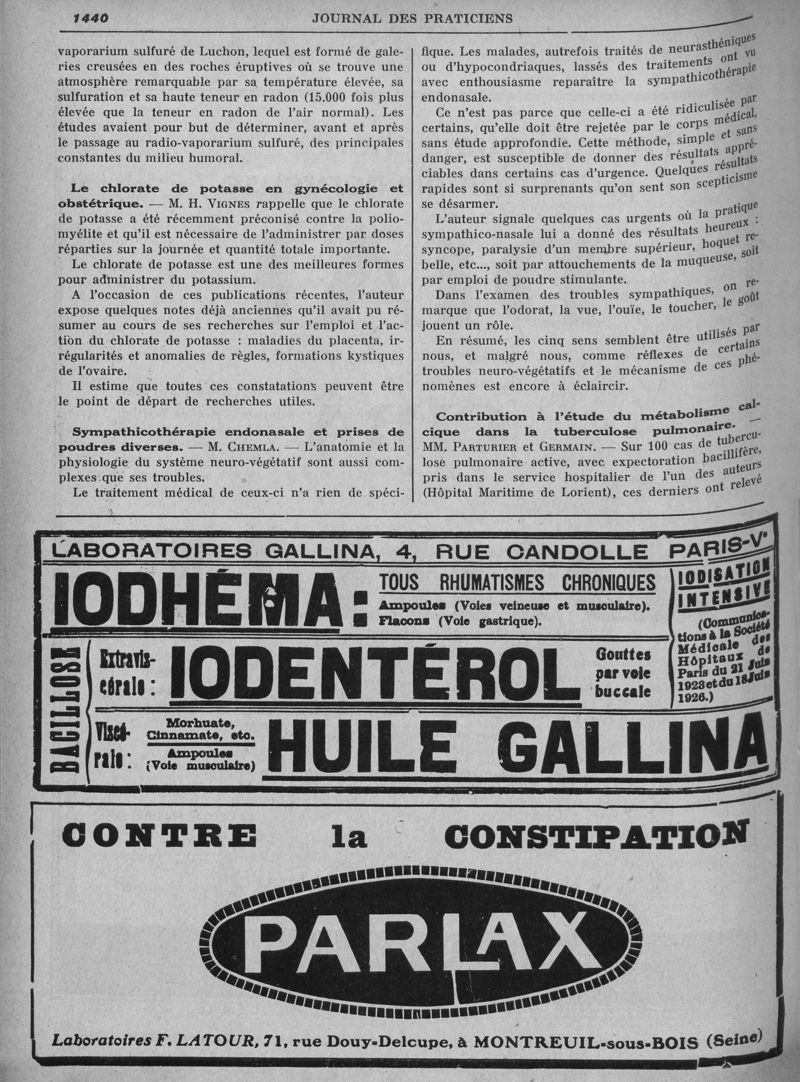 1440
JOURNAL DES PRATICIENS
vaporarium sulfuré de Luchon, lequel est formé de gale-
ries creusées en des roches éruptives où se trouve une
atmosphère remarquable par sa température élevée, sa
sulfuration et sa haute teneur en radon (15.000 fois plus
élevée que la teneur en radon de l'air normal). Les
études avaient pour but de déterminer, avant et après
le passage au radio-vaporarium sulfuré, des principales
constantes du milieu humoral.
Le chlorate de potasse en gynécologie et
obstétrique. — M. H. VIGNES rappelle que le chlorate
de potasse a été récemment préconisé contre la polio-
myélite et qu'il est nécessaire de l'administrer par doses
réparties sur la journée et quantité totale importante.
Le chlorate de potasse est une des meilleures formes
pour administrer du potassium.
A l'occasion de ces publications récentes, l'auteur
expose quelques notes déjà anciennes qu'il avait pu ré-
sumer au cours de ses recherches sur l'emploi et l'ac-
tion du chlorate de potasse : maladies du placenta, ir-
régularités et anomalies de règles, formations kystiques
de l'ovaire.
Il estime que toutes ces constatations peuvent être
le point de départ de recherches utiles.
Sympathicothérapie endonasale et prises de
poudres diverses. — M. CHEMLA. — L'anatomie et la
physiologie du système neuro-végétatif sont aussi com-
plexes que ses troubles.
Le traitement médical de ceux-ci n'a rien de spéci-
fique. Les malades, autrefois traités de neurasthéniques
ou d'hypocondriaques, lassés des traitements ont vu
avec enthousiasme reparaître la sympathicothérapie
endonasale.
Ce n'est pas parce que celle-ci a été ridiculisée par
certains, qu'elle doit être rejetée par le corps médical,
sans étude approfondie. Cette méthode, simple et sans
danger, est susceptible de donner des résultats appré-
ciables dans certains cas d'urgence. Quelques résultats
rapides sont si surprenants qu'on sent son scepticisme
se désarmer.
L'auteur signale quelques cas urgents où la pratique
sympathico-nasale lui a donné des résultats heureux :
syncope, paralysie d'un membre supérieur, hoquet re-
belle, etc..., soit par attouchements de la muqueuse, soit
par emploi de poudre stimulante.
Dans l'examen des troubles sympathiques, on re-
marque que l'odorat, la vue, l'ouïe, le toucher, le goût
jouent un rôle.
En résumé, les cinq sens semblent être utilisés par
nous, et malgré nous, comme réflexes de certains
troubles neuro-végétatifs et le mécanisme de ces phé-
nomènes est encore à éclaircir.
Contribution à l'étude du métabolisme cal-
cique dans la tuberculose pulmonaire. —
MM. PARTURIER et GERMAIN. — Sur 100 cas de tubercu-
lose pulmonaire active, avec expectoration bacillifère,
pris dans le service hospitalier de l'un des auteurs
(Hôpital Maritime de Lorient), ces derniers ont relevé
LABORATOIRES GALLINA, 4, RUE CANDOLLE PARIS-Ve
IODHÉMA :
TOUS RHUMATISMES CHRONIQUES
Ampoules (Voies veineuse et musculaire).
Flacons (Voie gastrique).
IODISATION
INTENSIVE
(Communica-
tions à la Société
Médicale des
Hôpitaux de
Paris du 21 Juin
1923 et du 18 Juin
1926.)
BACILLOSE
Extravis-
cérale :
IODENTÉROL
Gouttes
par voie
buccale
Viscé-
rale :
Morhuate,
Cinnamate, etc.
Ampoules
(Voie musculaire)
HUILE GALLINA
CONTRE la CONSTIPATION
PARLAX
Laboratoires F. LATOUR, 71, rue Douy-Delcupe, à MONTREUIL-sous-BOIS (Seine)